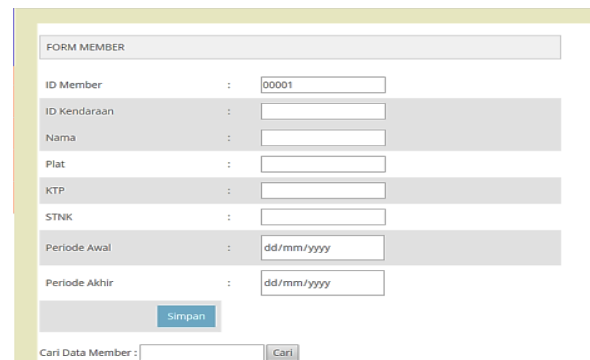 FORM MEMBER
ID Member : 00001
ID Kendaraan :
Nama :
Plat :
KTP :
STNK :
Periode Awal : dd/mm/yyyy
Periode Akhir : dd/mm/yyyy
Simpan
Cari Data Member : Cari